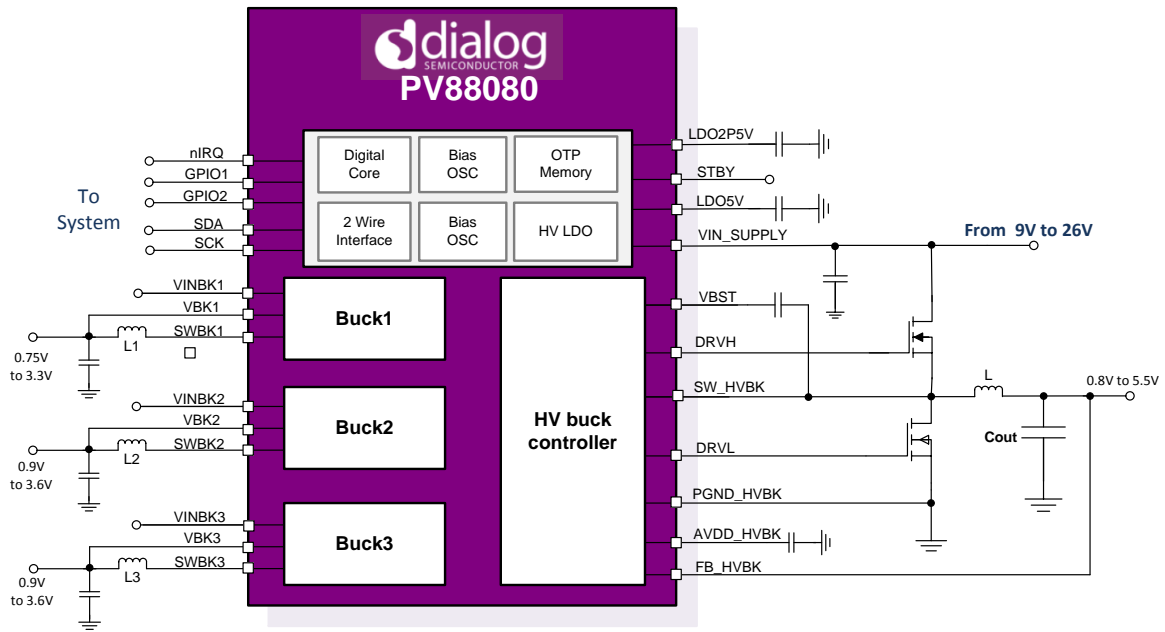 dialog
SEMICONDUCTOR
PV88080
Digital
Core
Bias
OSC
OTP
Memory
2 Wire
Interface
Bias
OSC
HV LDO
To
System
nIRQ
GPIO1
GPIO2
SDA
SCK
VINBK1
VBK1
SWBK1
L1
0.75V
to 3.3V
Buck1
VINBK2
VBK2
SWBK2
L2
0.9V
to 3.6V
Buck2
VINBK3
VBK3
SWBK3
L3
0.9V
to 3.6V
Buck3
HV buck
controller
LDO2P5V
STBY
LDO5V
VIN_SUPPLY
From 9V to 26V
VBST
DRVH
SW_HVBK
L
0.8V to 5.5V
Cout
DRVL
PGND_HVBK
AVDD_HVBK
FB_HVBK